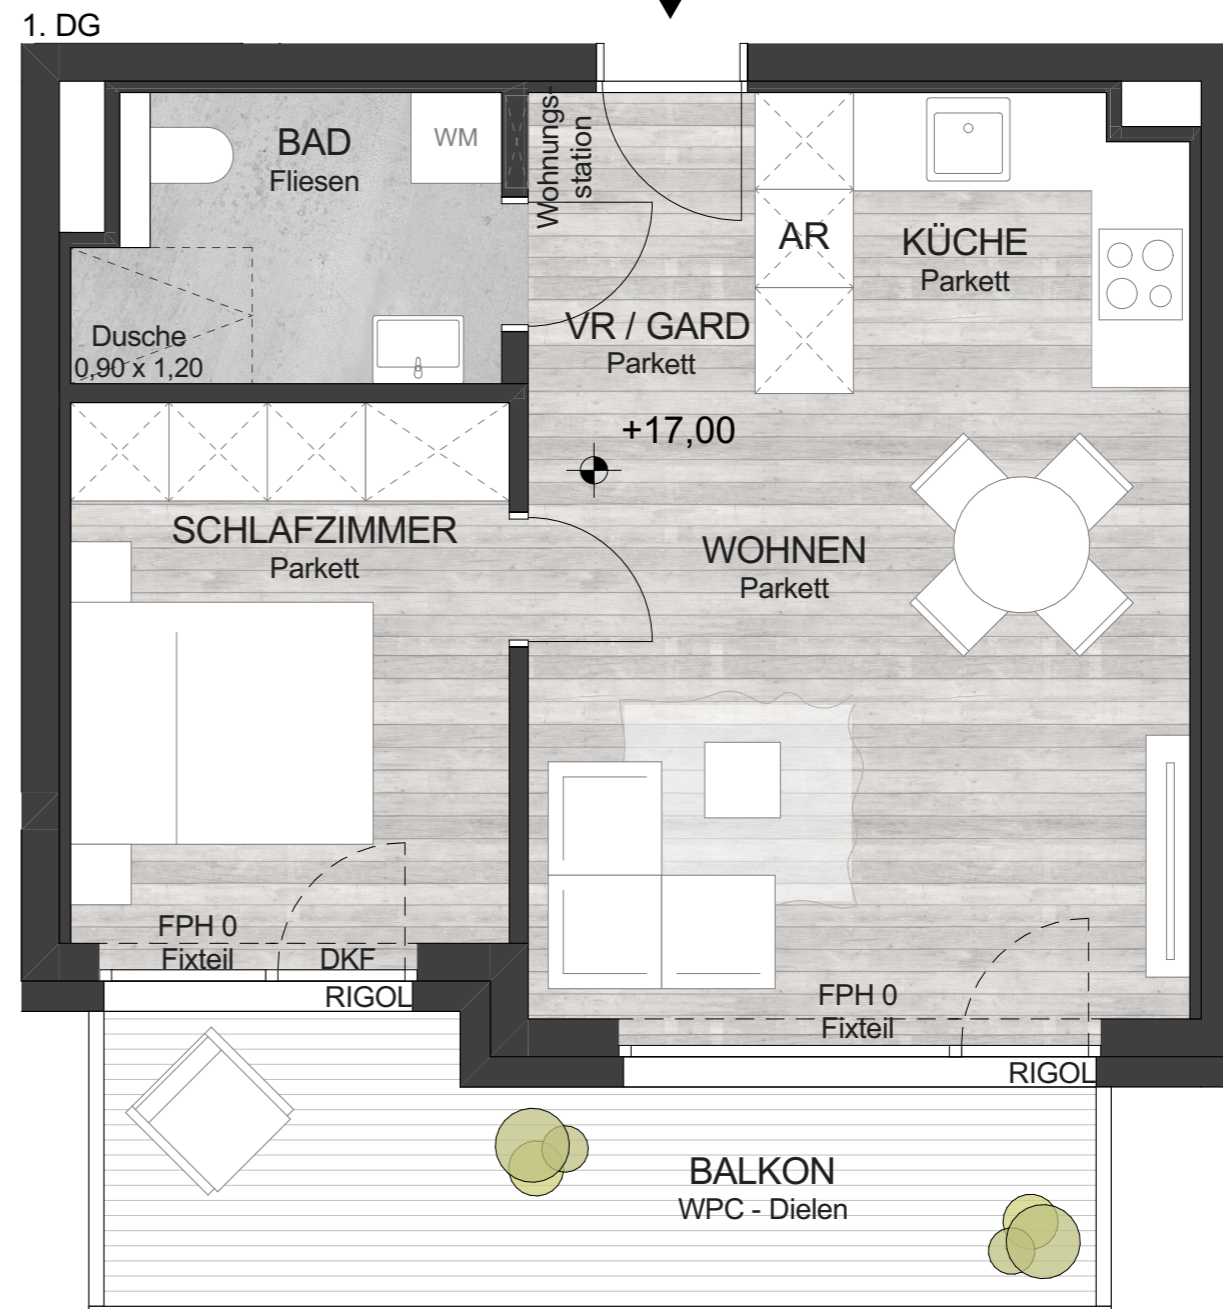 1. DG
BAD
Fliesen
WM
Wohnungs-
station
AR
KÜCHE
Parkett
VR / GARD
Parkett
Dusche
0,90 x 1,20
+17,00
SCHLAFZIMMER
Parkett
WOHNEN
Parkett
FPH 0
Fixteil
DKF
RIGOL
FPH 0
Fixteil
RIGOL
BALKON
WPC - Dielen